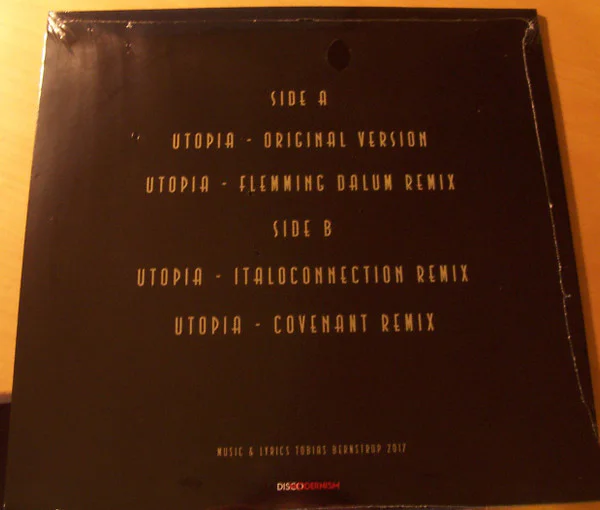 SIDE A
UTOPIA - ORIGINAL VERSION
UTOPIA - FLEMMING DALUM REMIX
SIDE B
UTOPIA - ITALOCONNECTION REMIX
UTOPIA - COVENANT REMIX
MUSIC & LYRICS TOBIAS BERNSTRUP 2017
DISCODERNISM